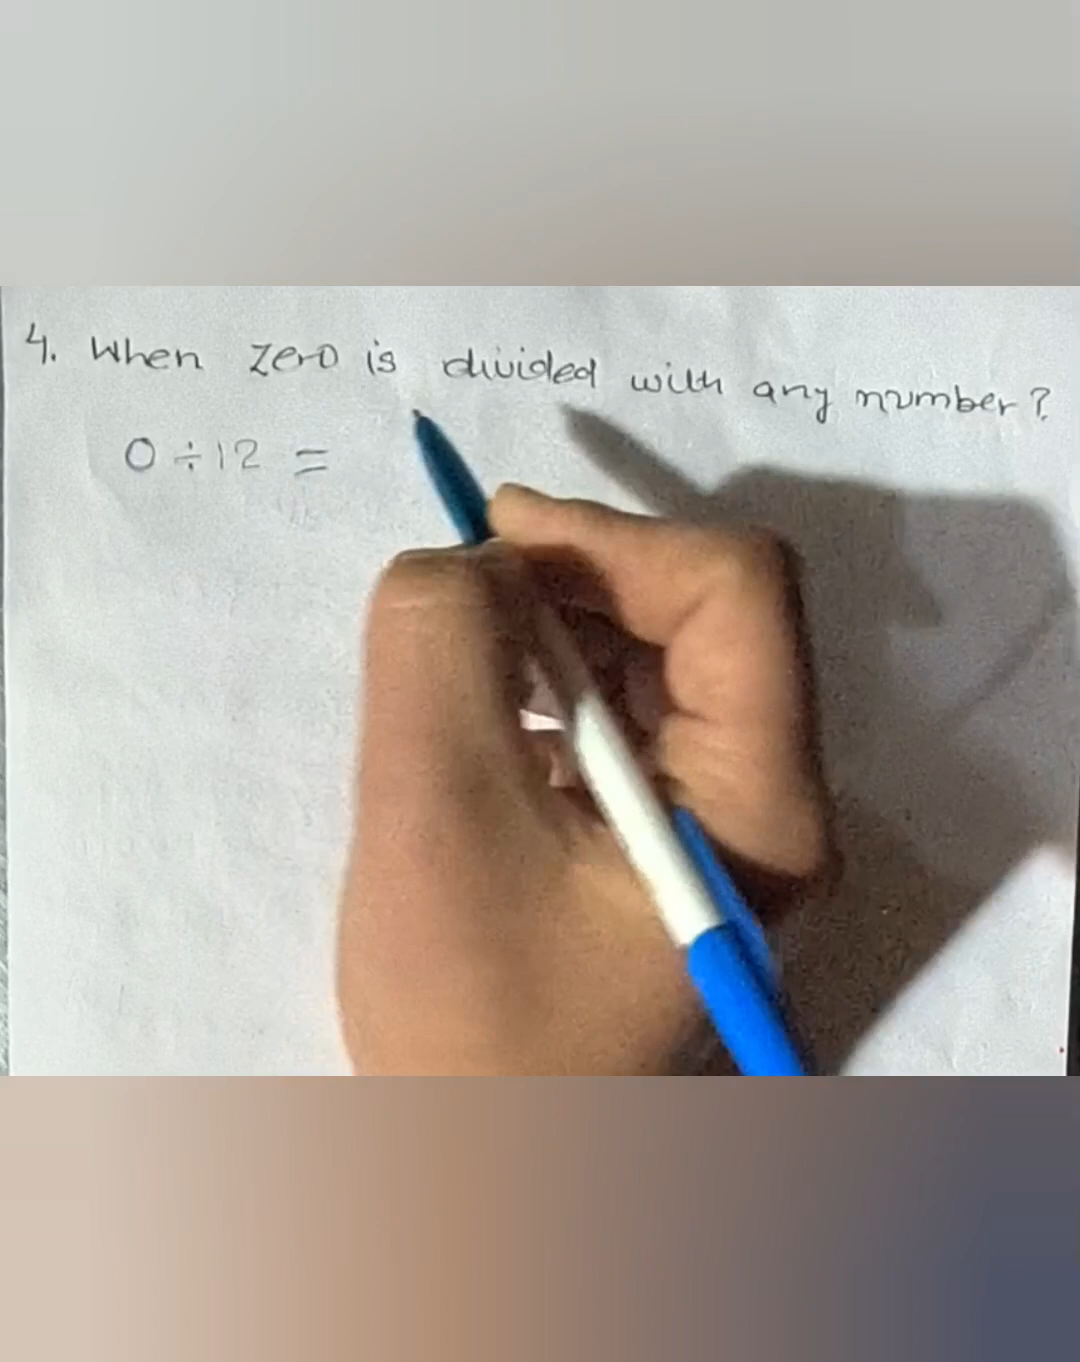 4. When zero is divided with any number?
0 ÷ 12 =